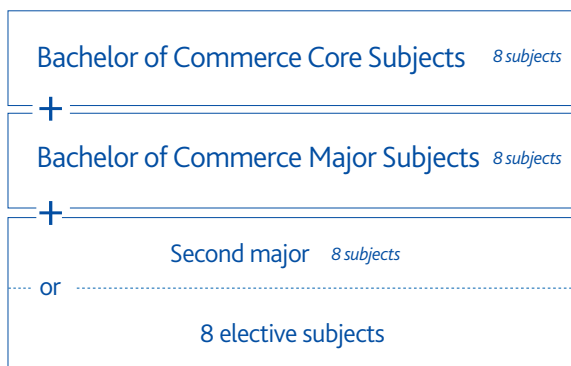 Bachelor of Commerce Core Subjects 8 subjects
+
Bachelor of Commerce Major Subjects 8 subjects
+
Second major 8 subjects
or
8 elective subjects